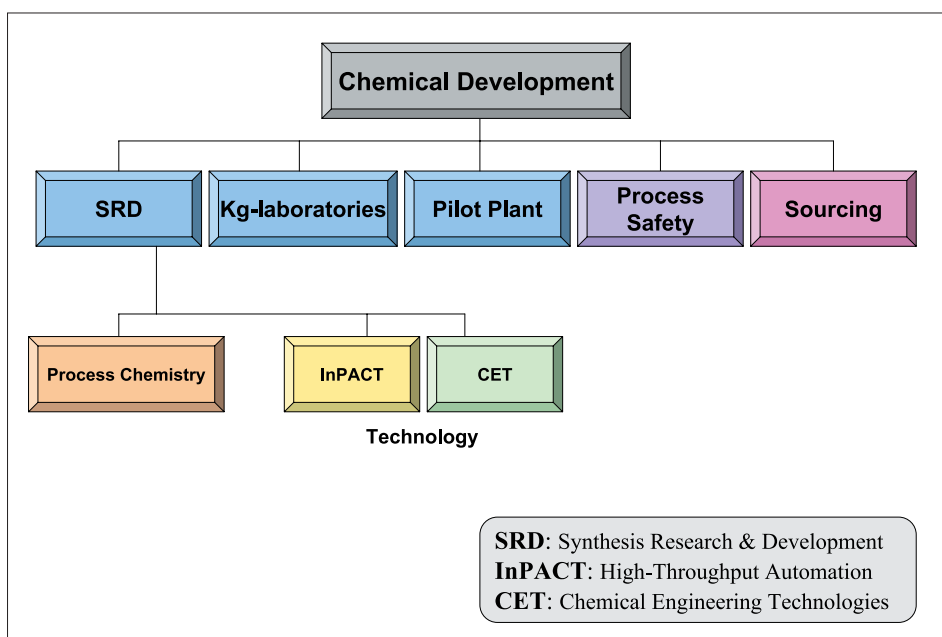 Chemical Development
SRD
Kg-laboratories
Pilot Plant
Process
Safety
Sourcing
Process Chemistry
InPACT
CET
Technology
SRD: Synthesis Research & Development
InPACT: High-Throughput Automation
CET: Chemical Engineering Technologies